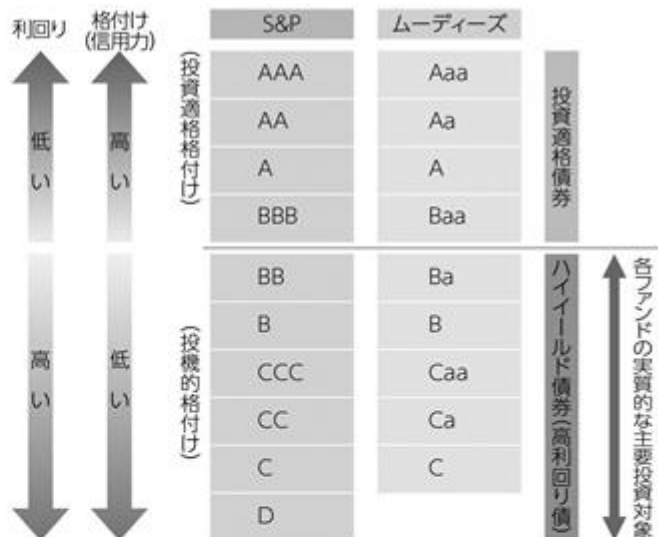 利回り
格付け
(信用力)
S&P
ムーディーズ
低い
高い
(投資適格格付け)
AAA
Aaa
AA
Aa
A
A
BBB
Baa
投資適格債券
高い
低い
(投機的格付け)
BB
Ba
B
B
CCC
Caa
CC
Ca
C
C
D
ハイイールド債券(高利回り債)
各ファンドの実質的な主要投資対象